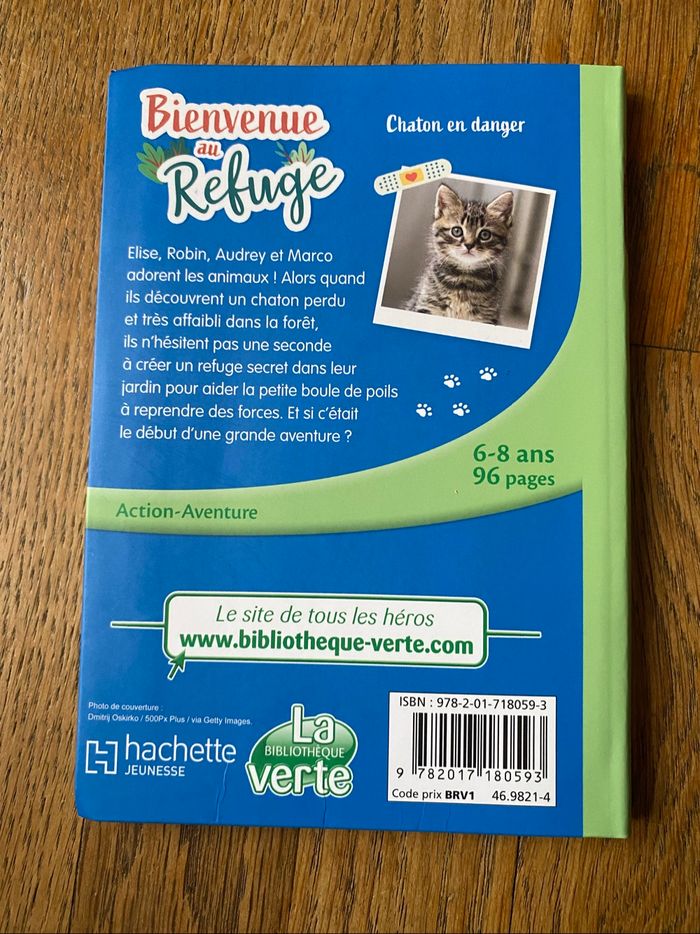 Bienvenue
au
Refuge
Chaton en danger
Elise, Robin, Audrey et Marco
adorent les animaux ! Alors quand
ils découvrent un chaton perdu
et très affaibli dans la forêt,
ils n’hésitent pas une seconde
à créer un refuge secret dans leur
jardin pour aider la petite boule de poils
à reprendre des forces. Et si c’était
le début d’une grande aventure ?
6-8 ans
96 pages
Action-Aventure
Le site de tous les héros
www.bibliotheque-verte.com
Photo de couverture :
Dmitrij Oskirko / 500Px Plus / via Getty Images.
hachette
JEUNESSE
La
BIBLIOTHÈQUE
verte
ISBN : 978-2-01-718059-3
9 782017 180593
Code prix BRV1 46.9821-4